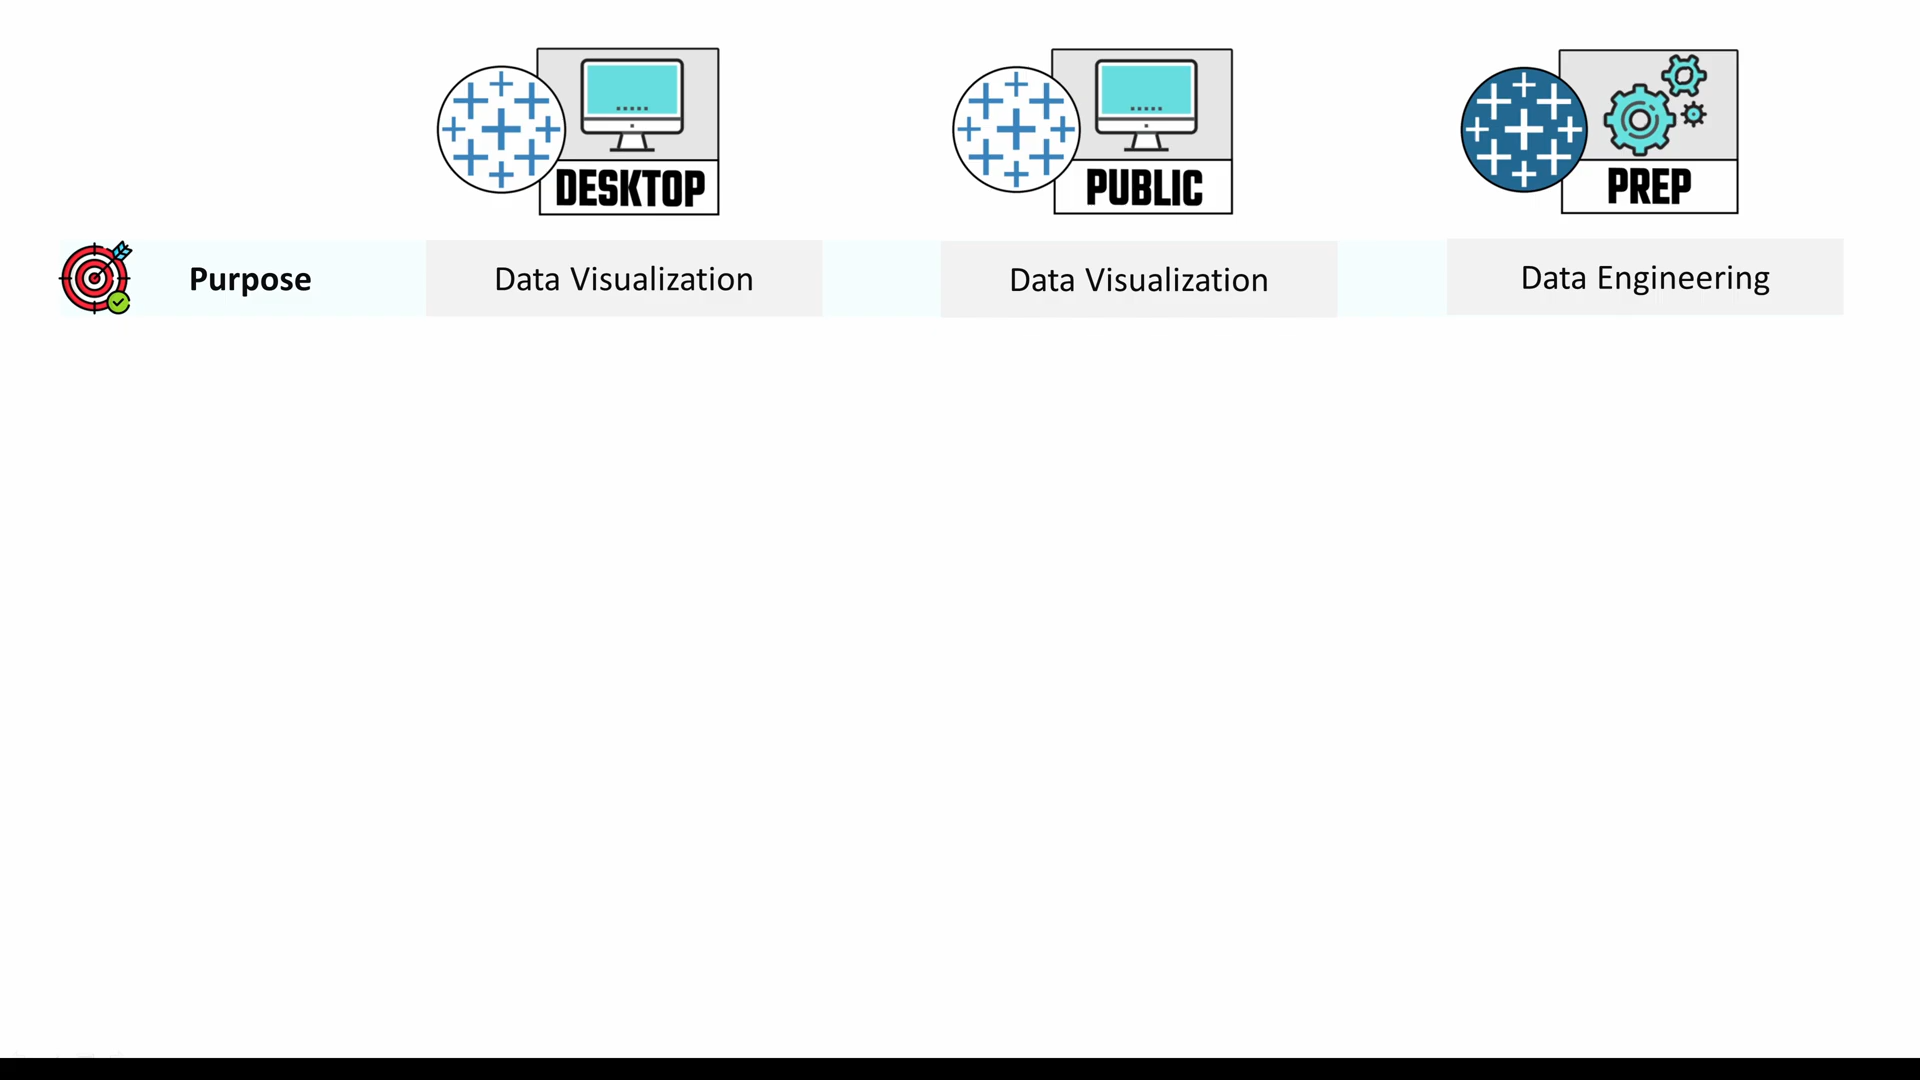 DESKTOP
PUBLIC
PREP
Purpose
Data Visualization
Data Visualization
Data Engineering